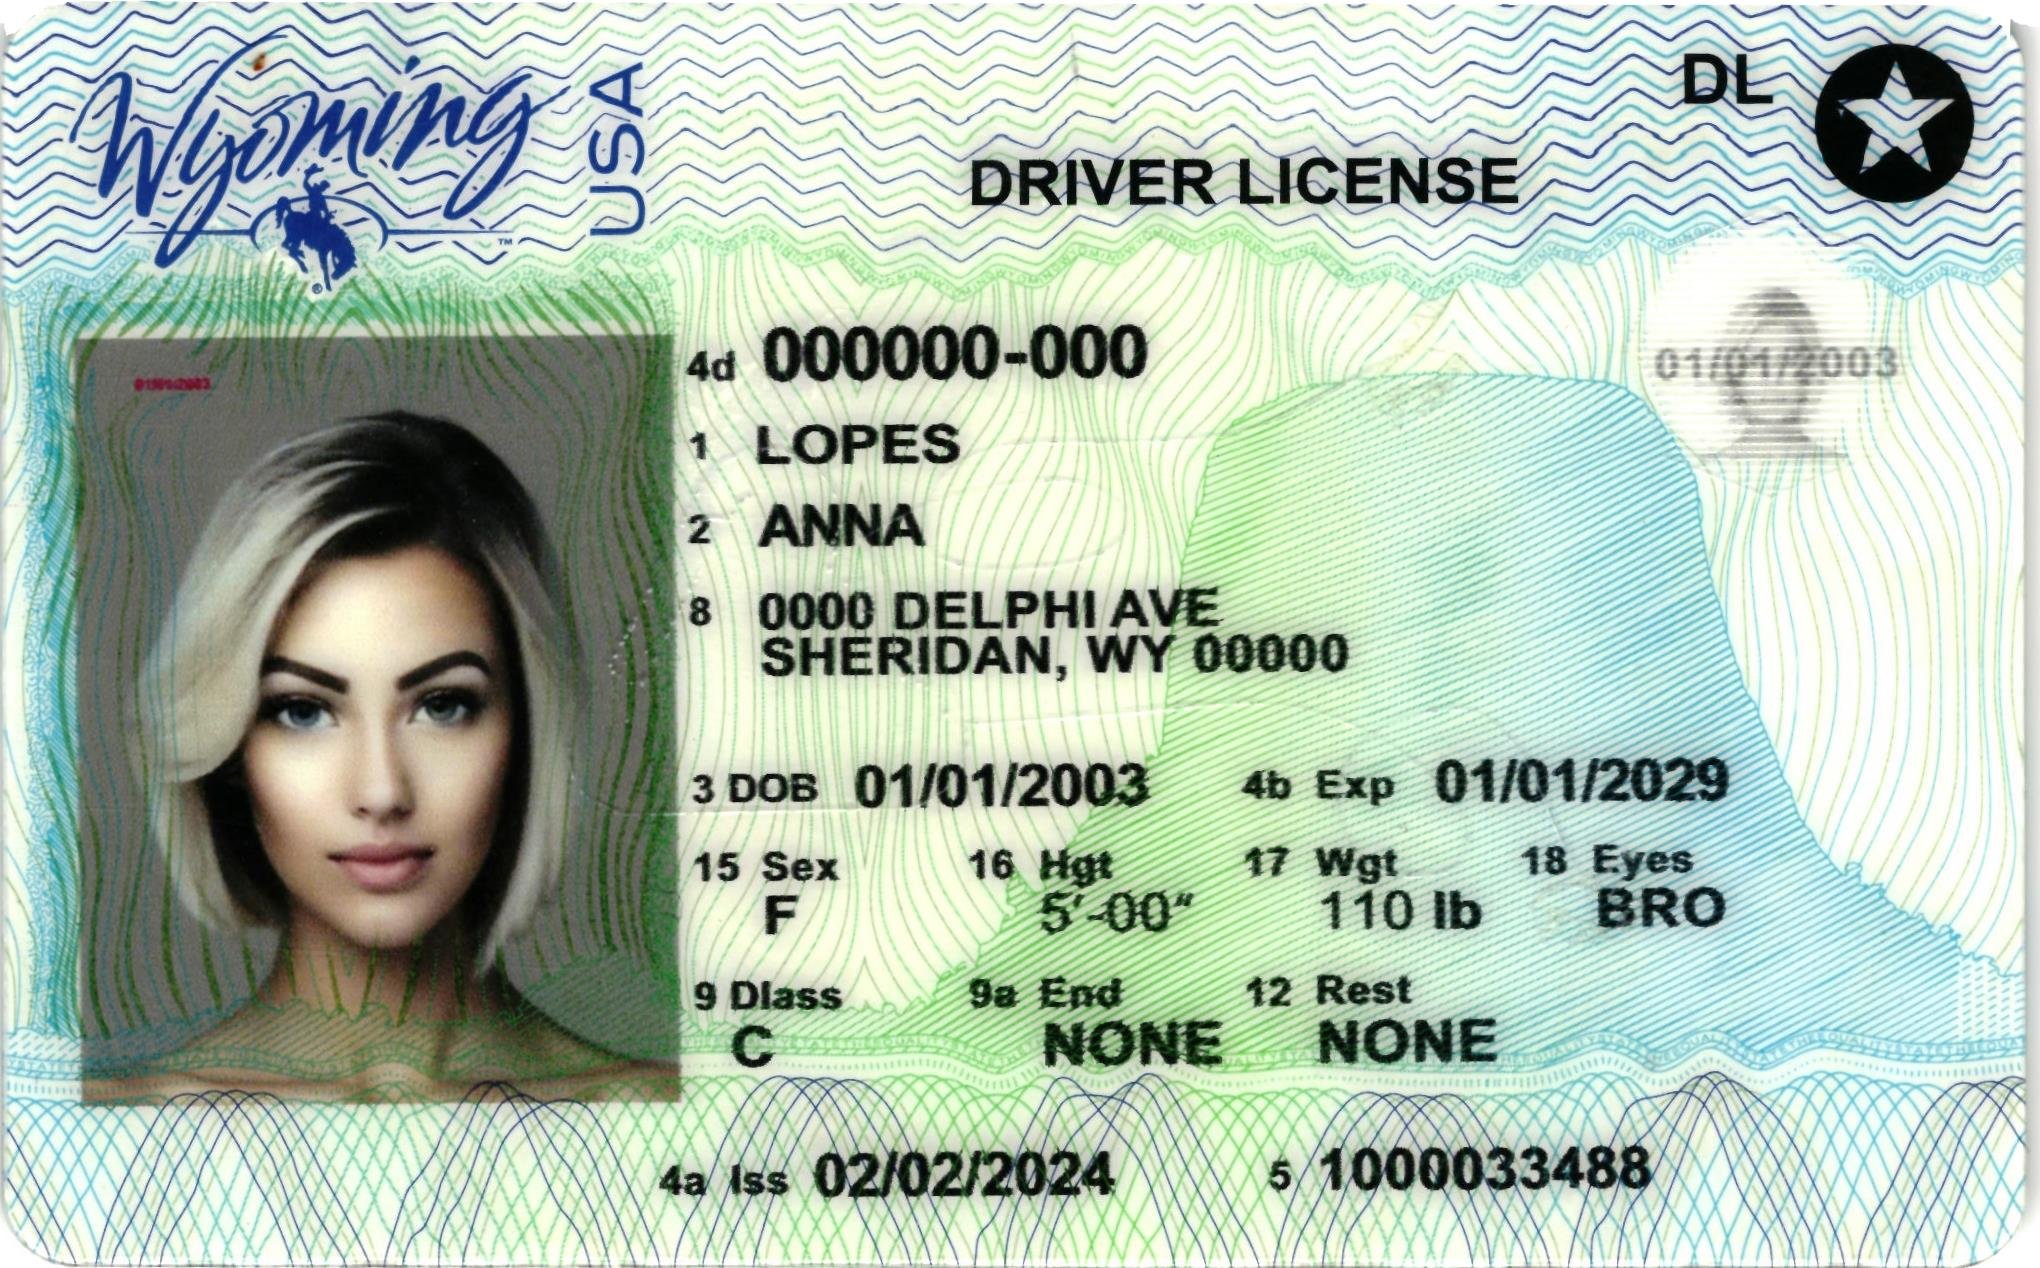 Wyoming USA
DL
DRIVER LICENSE
4d 000000-000
01/01/2003
01/01/2003
1 LOPES
2 ANNA
8 0000 DELPHI AVE
SHERIDAN, WY 00000
3 DOB 01/01/2003 4b Exp 01/01/2029
15 Sex 16 Hgt 17 Wgt 18 Eyes
F 5'-00" 110 lb BRO
9 Dlass 9a End 12 Rest
C NONE NONE
4a Iss 02/02/2024 5 1000033488